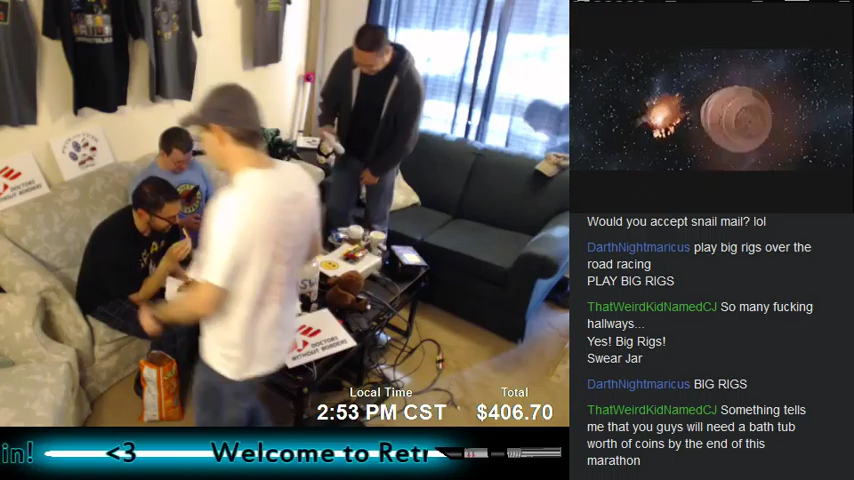 DOCTORS
WITHOUT BORDERS
DOCTORS
WITHOUT BORDERS
Local Time
Total
2:53 PM CST
$406.70
in!
<3
Welcome to Retr
Would you accept snail mail? lol
DarthNightmaricus play big rigs over the
road racing
PLAY BIG RIGS
ThatWeirdKidNamedCJ So many fucking
hallways...
Yes! Big Rigs!
Swear Jar
DarthNightmaricus BIG RIGS
ThatWeirdKidNamedCJ Something tells
me that you guys will need a bath tub
worth of coins by the end of this
marathon